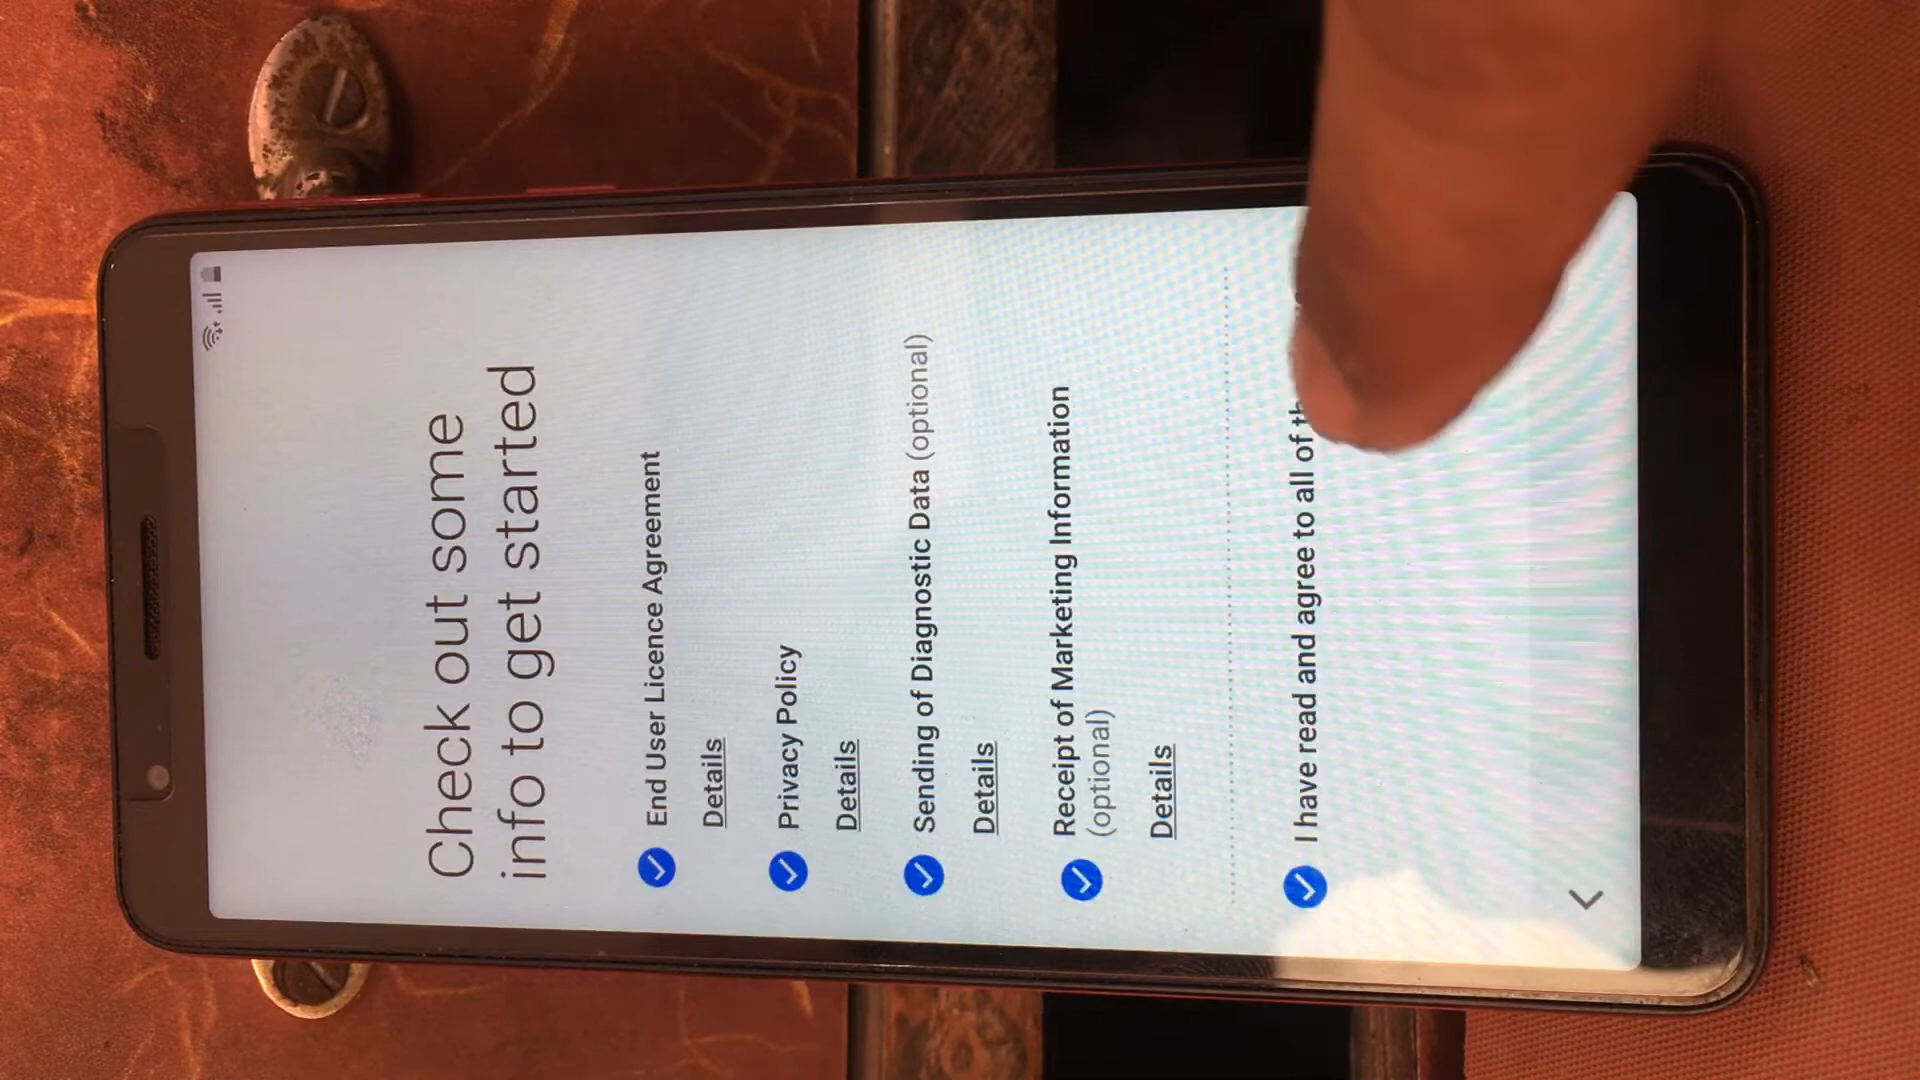 Check out some
info to get started
End User Licence Agreement
Details
Privacy Policy
Details
Sending of Diagnostic Data (optional)
Details
Receipt of Marketing Information
(optional)
Details
I have read and agree to all of